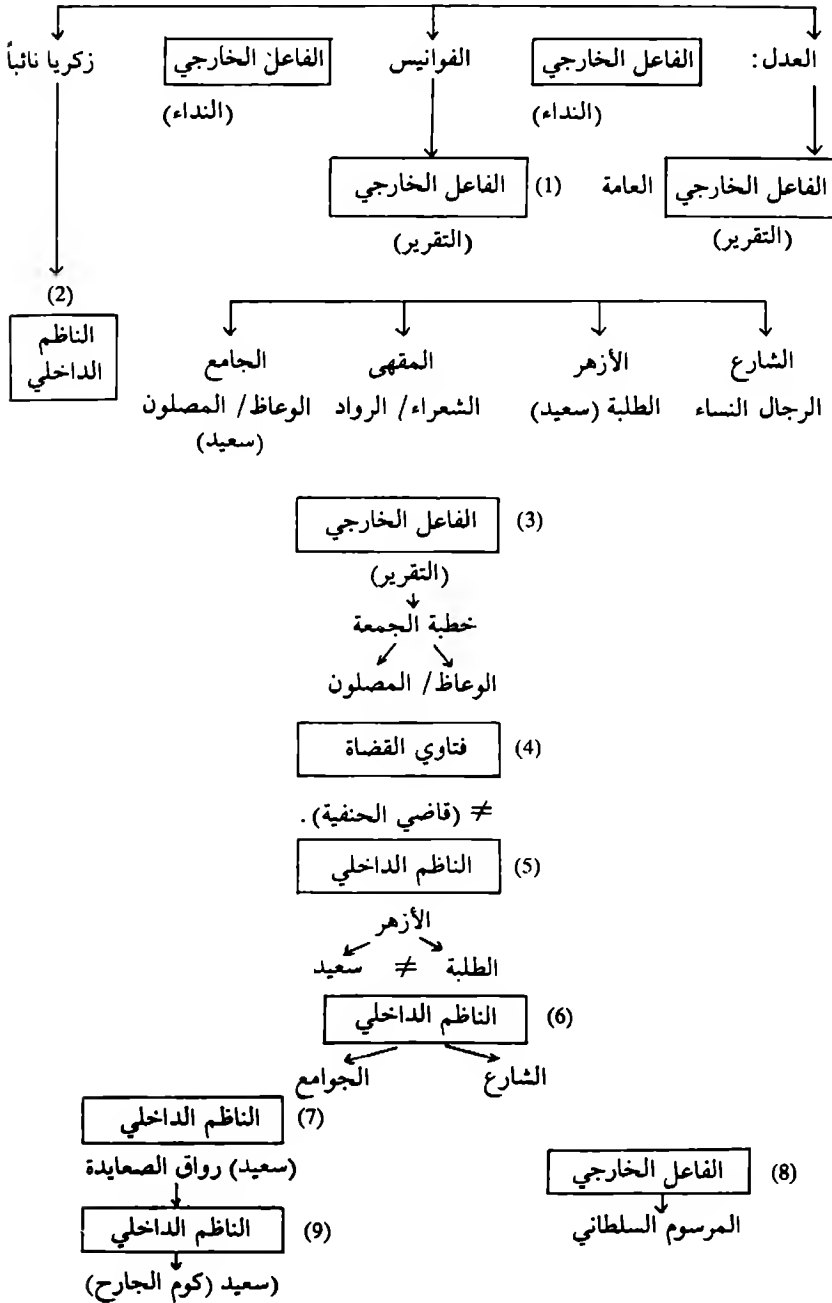 العدل: الفاعل الخارجي الفوانيس الفاعل الخارجي زكريا نائباً
(النداء) (النداء)
الفاعل الخارجي العامة (1) الفاعل الخارجي
(التقرير) (التقرير)
(2)
الناظم
الداخلي
الشارع الأزهر المقهى الجامع
الرجال النساء الطلبة (سعيد) الشعراء/ الرواد الوعاظ/ المصلون
(سعيد)
(3) الفاعل الخارجي
(التقرير)
خطبة الجمعة
الوعاظ/ المصلون
(4) فتاوي القضاة
≠ (قاضي الحنفية).
(5) الناظم الداخلي
الأزهر
الطلبة ≠ سعيد
(6) الناظم الداخلي
الشارع الجوامع
(7) الناظم الداخلي
(سعيد) رواق الصعايدة
(8) الفاعل الخارجي
المرسوم السلطاني
(9) الناظم الداخلي
سعيد (كوم الجارح)